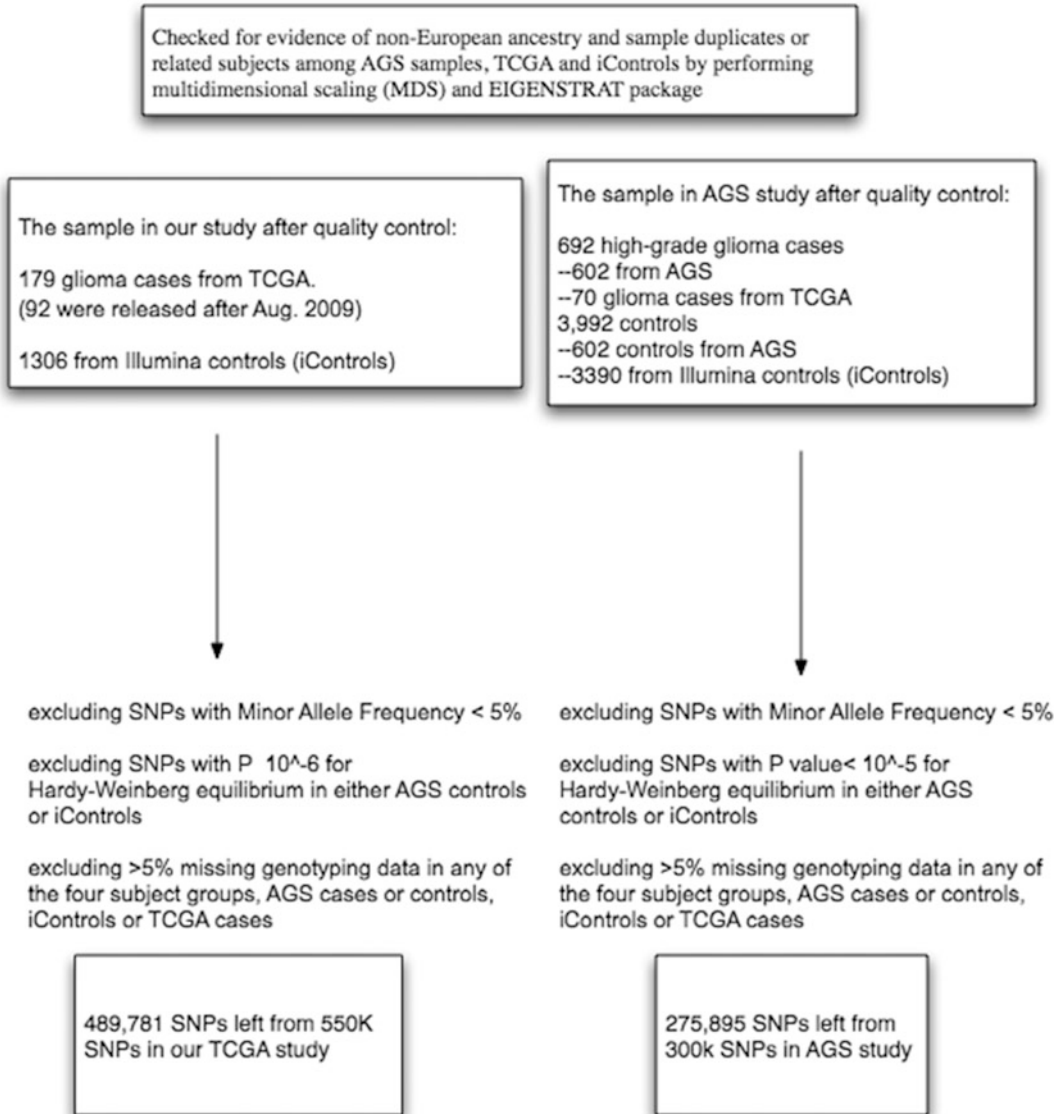 Checked for evidence of non-European ancestry and sample duplicates or
related subjects among AGS samples, TCGA and iControls by performing
multidimensional scaling (MDS) and EIGENSTRAT package
The sample in our study after quality control:
179 glioma cases from TCGA.
(92 were released after Aug. 2009)
1306 from Illumina controls (iControls)
The sample in AGS study after quality control:
692 high-grade glioma cases
--602 from AGS
--70 glioma cases from TCGA
3,992 controls
--602 controls from AGS
--3390 from Illumina controls (iControls)
excluding SNPs with Minor Allele Frequency < 5%
excluding SNPs with P 10^-6 for
Hardy-Weinberg equilibrium in either AGS controls
or iControls
excluding >5% missing genotyping data in any of
the four subject groups, AGS cases or controls,
iControls or TCGA cases
489,781 SNPs left from 550K
SNPs in our TCGA study
excluding SNPs with Minor Allele Frequency < 5%
excluding SNPs with P value< 10^-5 for
Hardy-Weinberg equilibrium in either AGS
controls or iControls
excluding >5% missing genotyping data in any of
the four subject groups, AGS cases or controls,
iControls or TCGA cases
275,895 SNPs left from
300k SNPs in AGS study